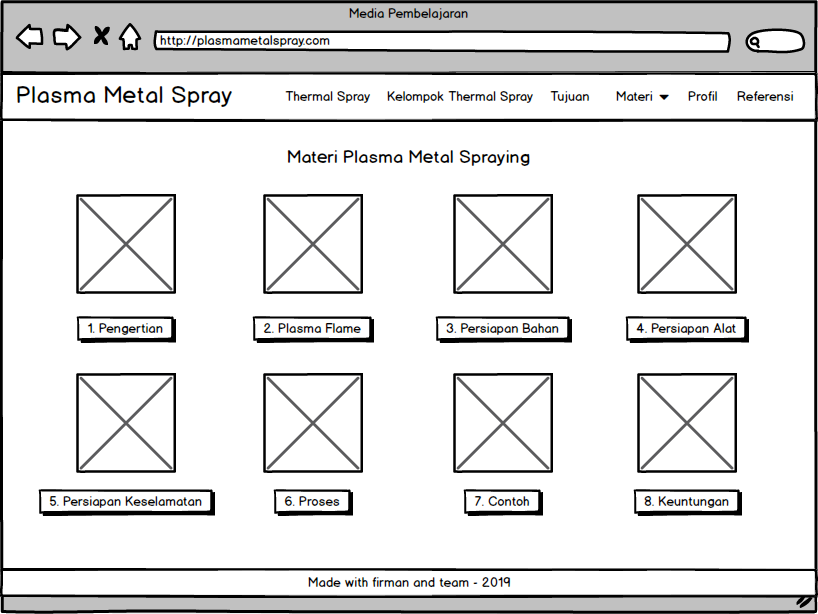 Media Pembelajaran
http://plasmametalspray.com
Plasma Metal Spray
Thermal Spray Kelompok Thermal Spray Tujuan Materi Profil Referensi
Materi Plasma Metal Spraying
1. Pengertian
2. Plasma Flame
3. Persiapan Bahan
4. Persiapan Alat
5. Persiapan Keselamatan
6. Proses
7. Contoh
8. Keuntungan
Made with firman and team - 2019